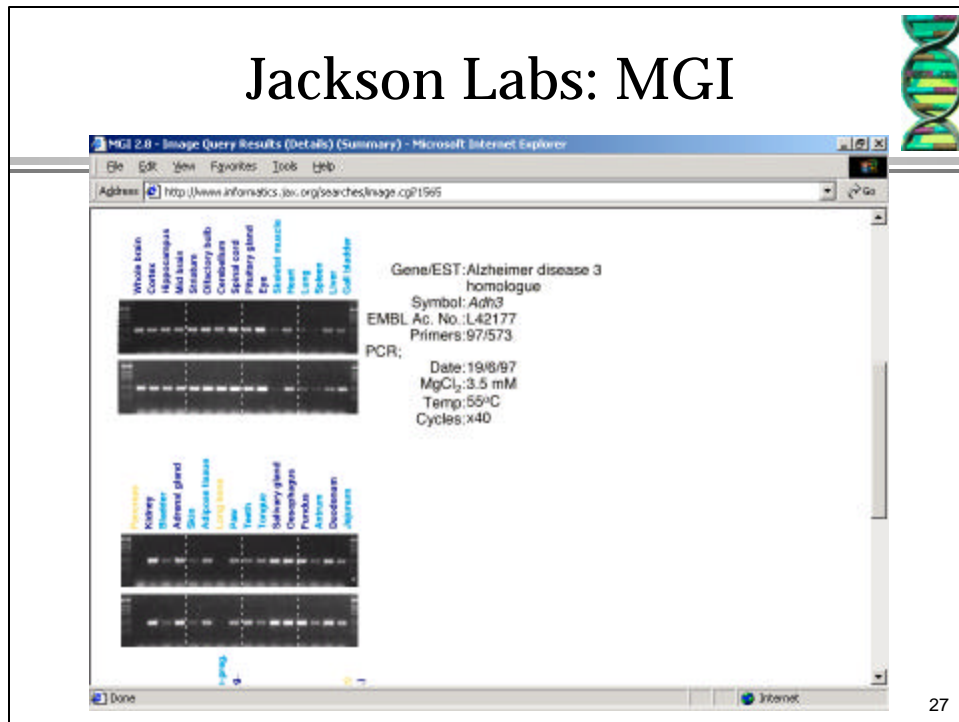 Jackson Labs: MGI
MGI 2.8 - Image Query Results (Details) (Summary) - Microsoft Internet Explorer
File Edit View Favorites Tools Help
Address http://www.informatics.jax.org/searches/image.cgi?1565 Go
Whole brain
Cortex
Hippocampus
Mid brain
Striatum
Olfactory bulb
Cerebellum
Spinal cord
Pituitary gland
Eye
Skeletal muscle
Heart
Lung
Spleen
Liver
Gall bladder
Gene/EST:Alzheimer disease 3
homologue
Symbol:Adh3
EMBL Ac. No.:L42177
Primers:97/573
PCR;
Date:19/6/97
MgCl2:3.5 mM
Temp:55ºC
Cycles:x40
Pancreas
Kidney
Bladder
Adrenal gland
Skin
Adipose tissue
Long bone
Paw
Teeth
Tongue
Salivary gland
Oesophagus
Fundus
Antrum
Duodenum
Jejunum
Done Internet
27